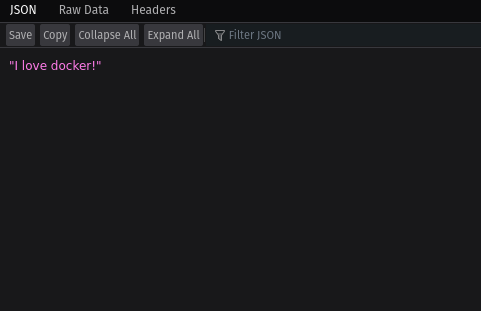 JSON Raw Data Headers
Save Copy Collapse All Expand All Filter JSON
"I love docker!"